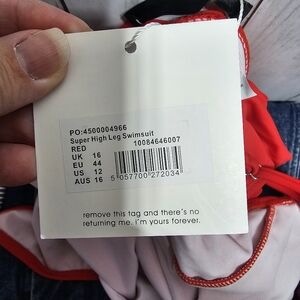 PO:4500004966
Super High Leg Swimsuit
RED 10084646007
UK 16
EU 44
US 12
AUS 16
5 057700 272034
remove this tag and there's no
returning me. I'm yours forever.